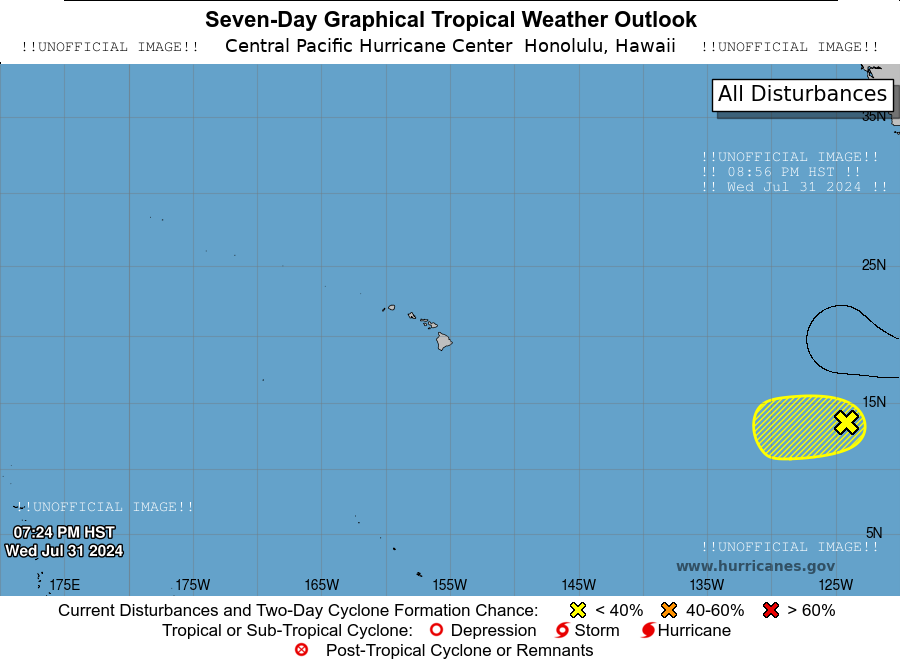 Seven-Day Graphical Tropical Weather Outlook
!!UNOFFICIAL IMAGE!! Central Pacific Hurricane Center Honolulu, Hawaii !!UNOFFICIAL IMAGE!!
All Disturbances
35N
!!UNOFFICIAL IMAGE!!
!! 08:56 PM HST !!
!! Wed Jul 31 2024 !!
25N
15N
!!UNOFFICIAL IMAGE!!
07:24 PM HST
Wed Jul 31 2024
5N
!!UNOFFICIAL IMAGE!!
www.hurricanes.gov
175E 175W 165W 155W 145W 135W 125W
Current Disturbances and Two-Day Cyclone Formation Chance: < 40% 40-60% > 60%
Tropical or Sub-Tropical Cyclone: Depression Storm Hurricane
Post-Tropical Cyclone or Remnants